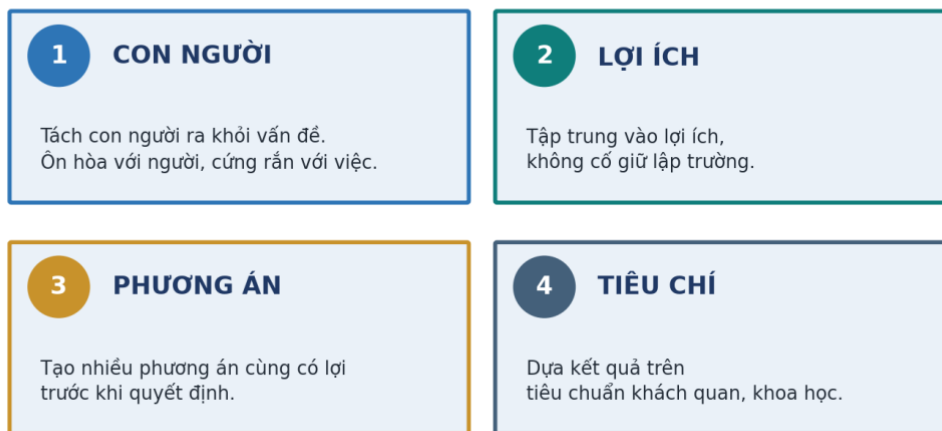 1
CON NGƯỜI
Tách con người ra khỏi vấn đề.
Ôn hòa với người, cứng rắn với việc.
2
LỢI ÍCH
Tập trung vào lợi ích,
không cố giữ lập trường.
3
PHƯƠNG ÁN
Tạo nhiều phương án cùng có lợi
trước khi quyết định.
4
TIÊU CHÍ
Dựa kết quả trên
tiêu chuẩn khách quan, khoa học.